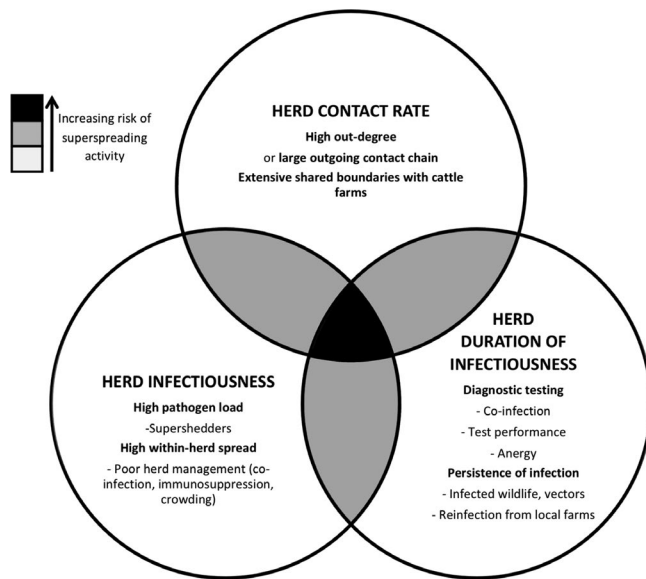 HERD CONTACT RATE
High out-degree
or large outgoing contact chain
Extensive shared boundaries with cattle
farms
Increasing risk of
superspreading
activity
HERD INFECTIOUSNESS
High pathogen load
-Supershedders
High within-herd spread
- Poor herd management (co-
infection, immunosuppression,
crowding)
HERD
DURATION OF
INFECTIOUSNESS
Diagnostic testing
- Co-infection
- Test performance
- Anergy
Persistence of infection
- Infected wildlife, vectors
- Reinfection from local farms